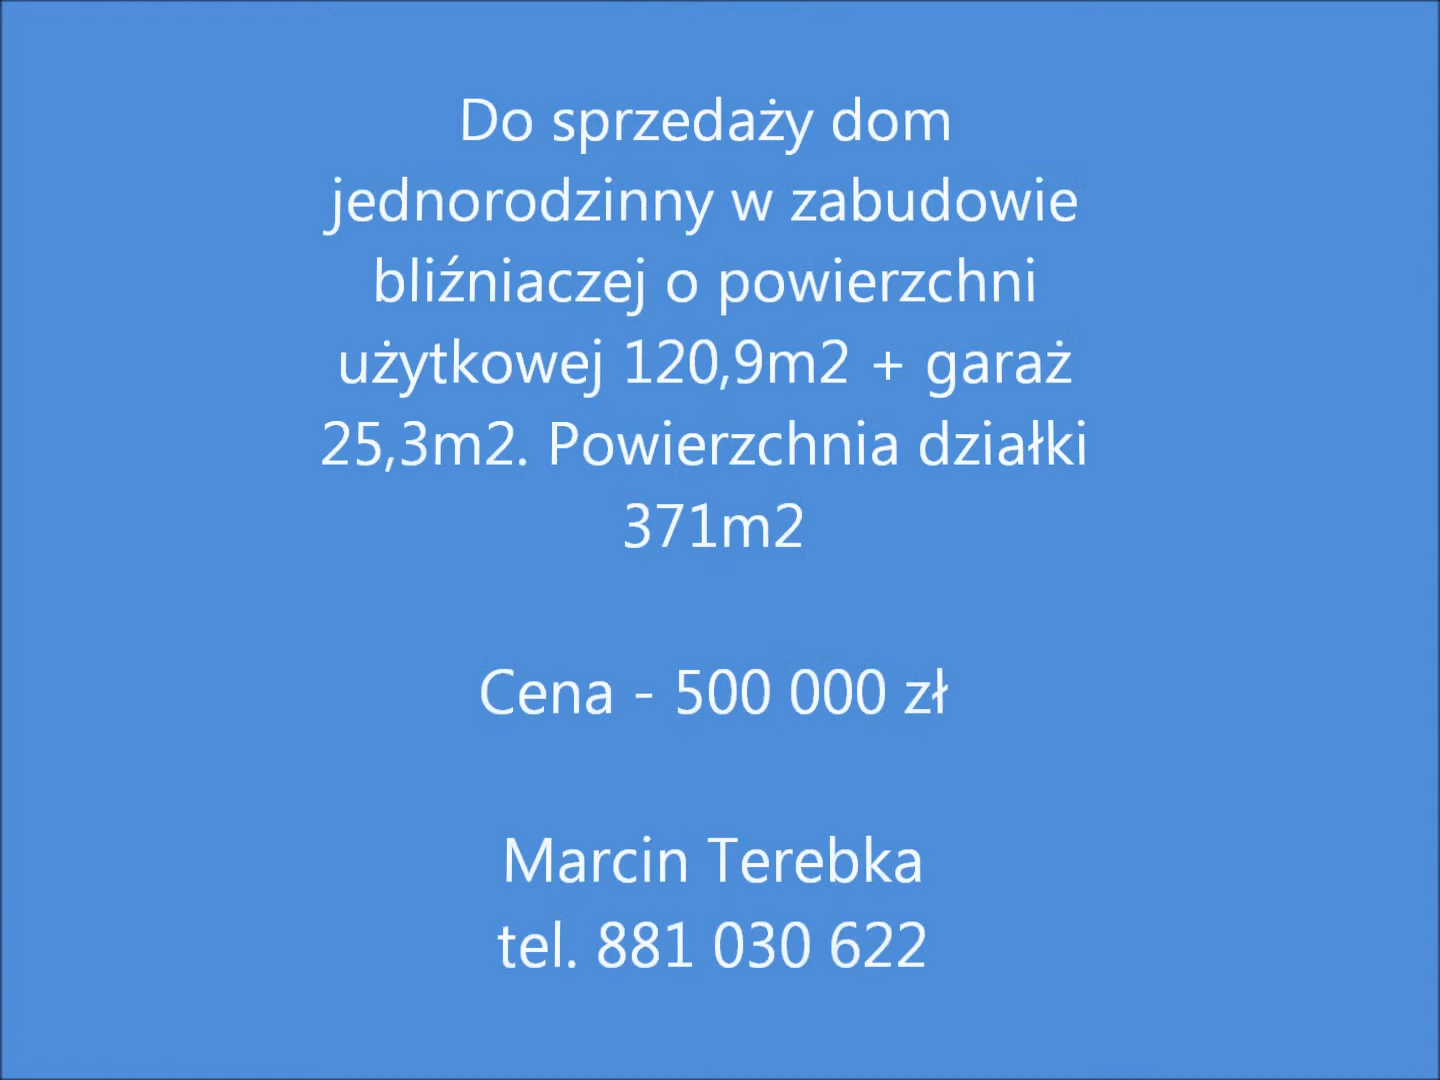 Do sprzedaży dom
jednorodzinny w zabudowie
bliźniaczej o powierzchni
użytkowej 120,9m2 + garaż
25,3m2. Powierzchnia działki
371m2
Cena - 500 000 zł
Marcin Terebka
tel. 881 030 622